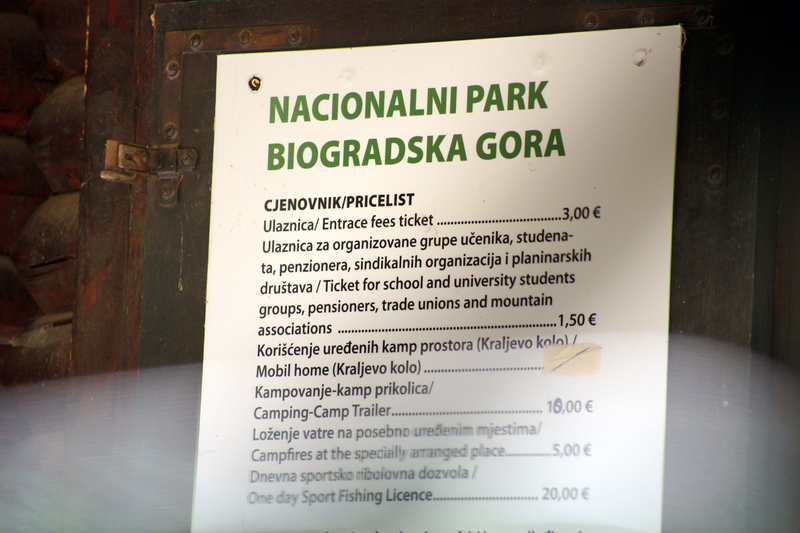 NACIONALNI PARK
BIOGRADSKA GORA
CJENOVNIK/PRICELIST
Ulaznica/ Entrace fees ticket ..............................3,00 €
Ulaznica za organizovane grupe učenika, studena-
ta, penzionera, sindikalnih organizacija i planinarskih
društava / Ticket for school and university students
groups, pensioners, trade unions and mountain
associations .....................................................1,50 €
Korišćenje uređenih kamp prostora (Kraljevo kolo) /
Mobil home (Kraljevo kolo) .............................
Kampovanje-kamp prikolica/
Camping-Camp Trailer.................................... €
Loženje vatre na posebno uređenim mjestima/
Campfires at the specially arranged place...........5,00 €
Dnevna sportsko ribolovna dozvola /
One day Sport Fishing Licence.......................... 20,00 €